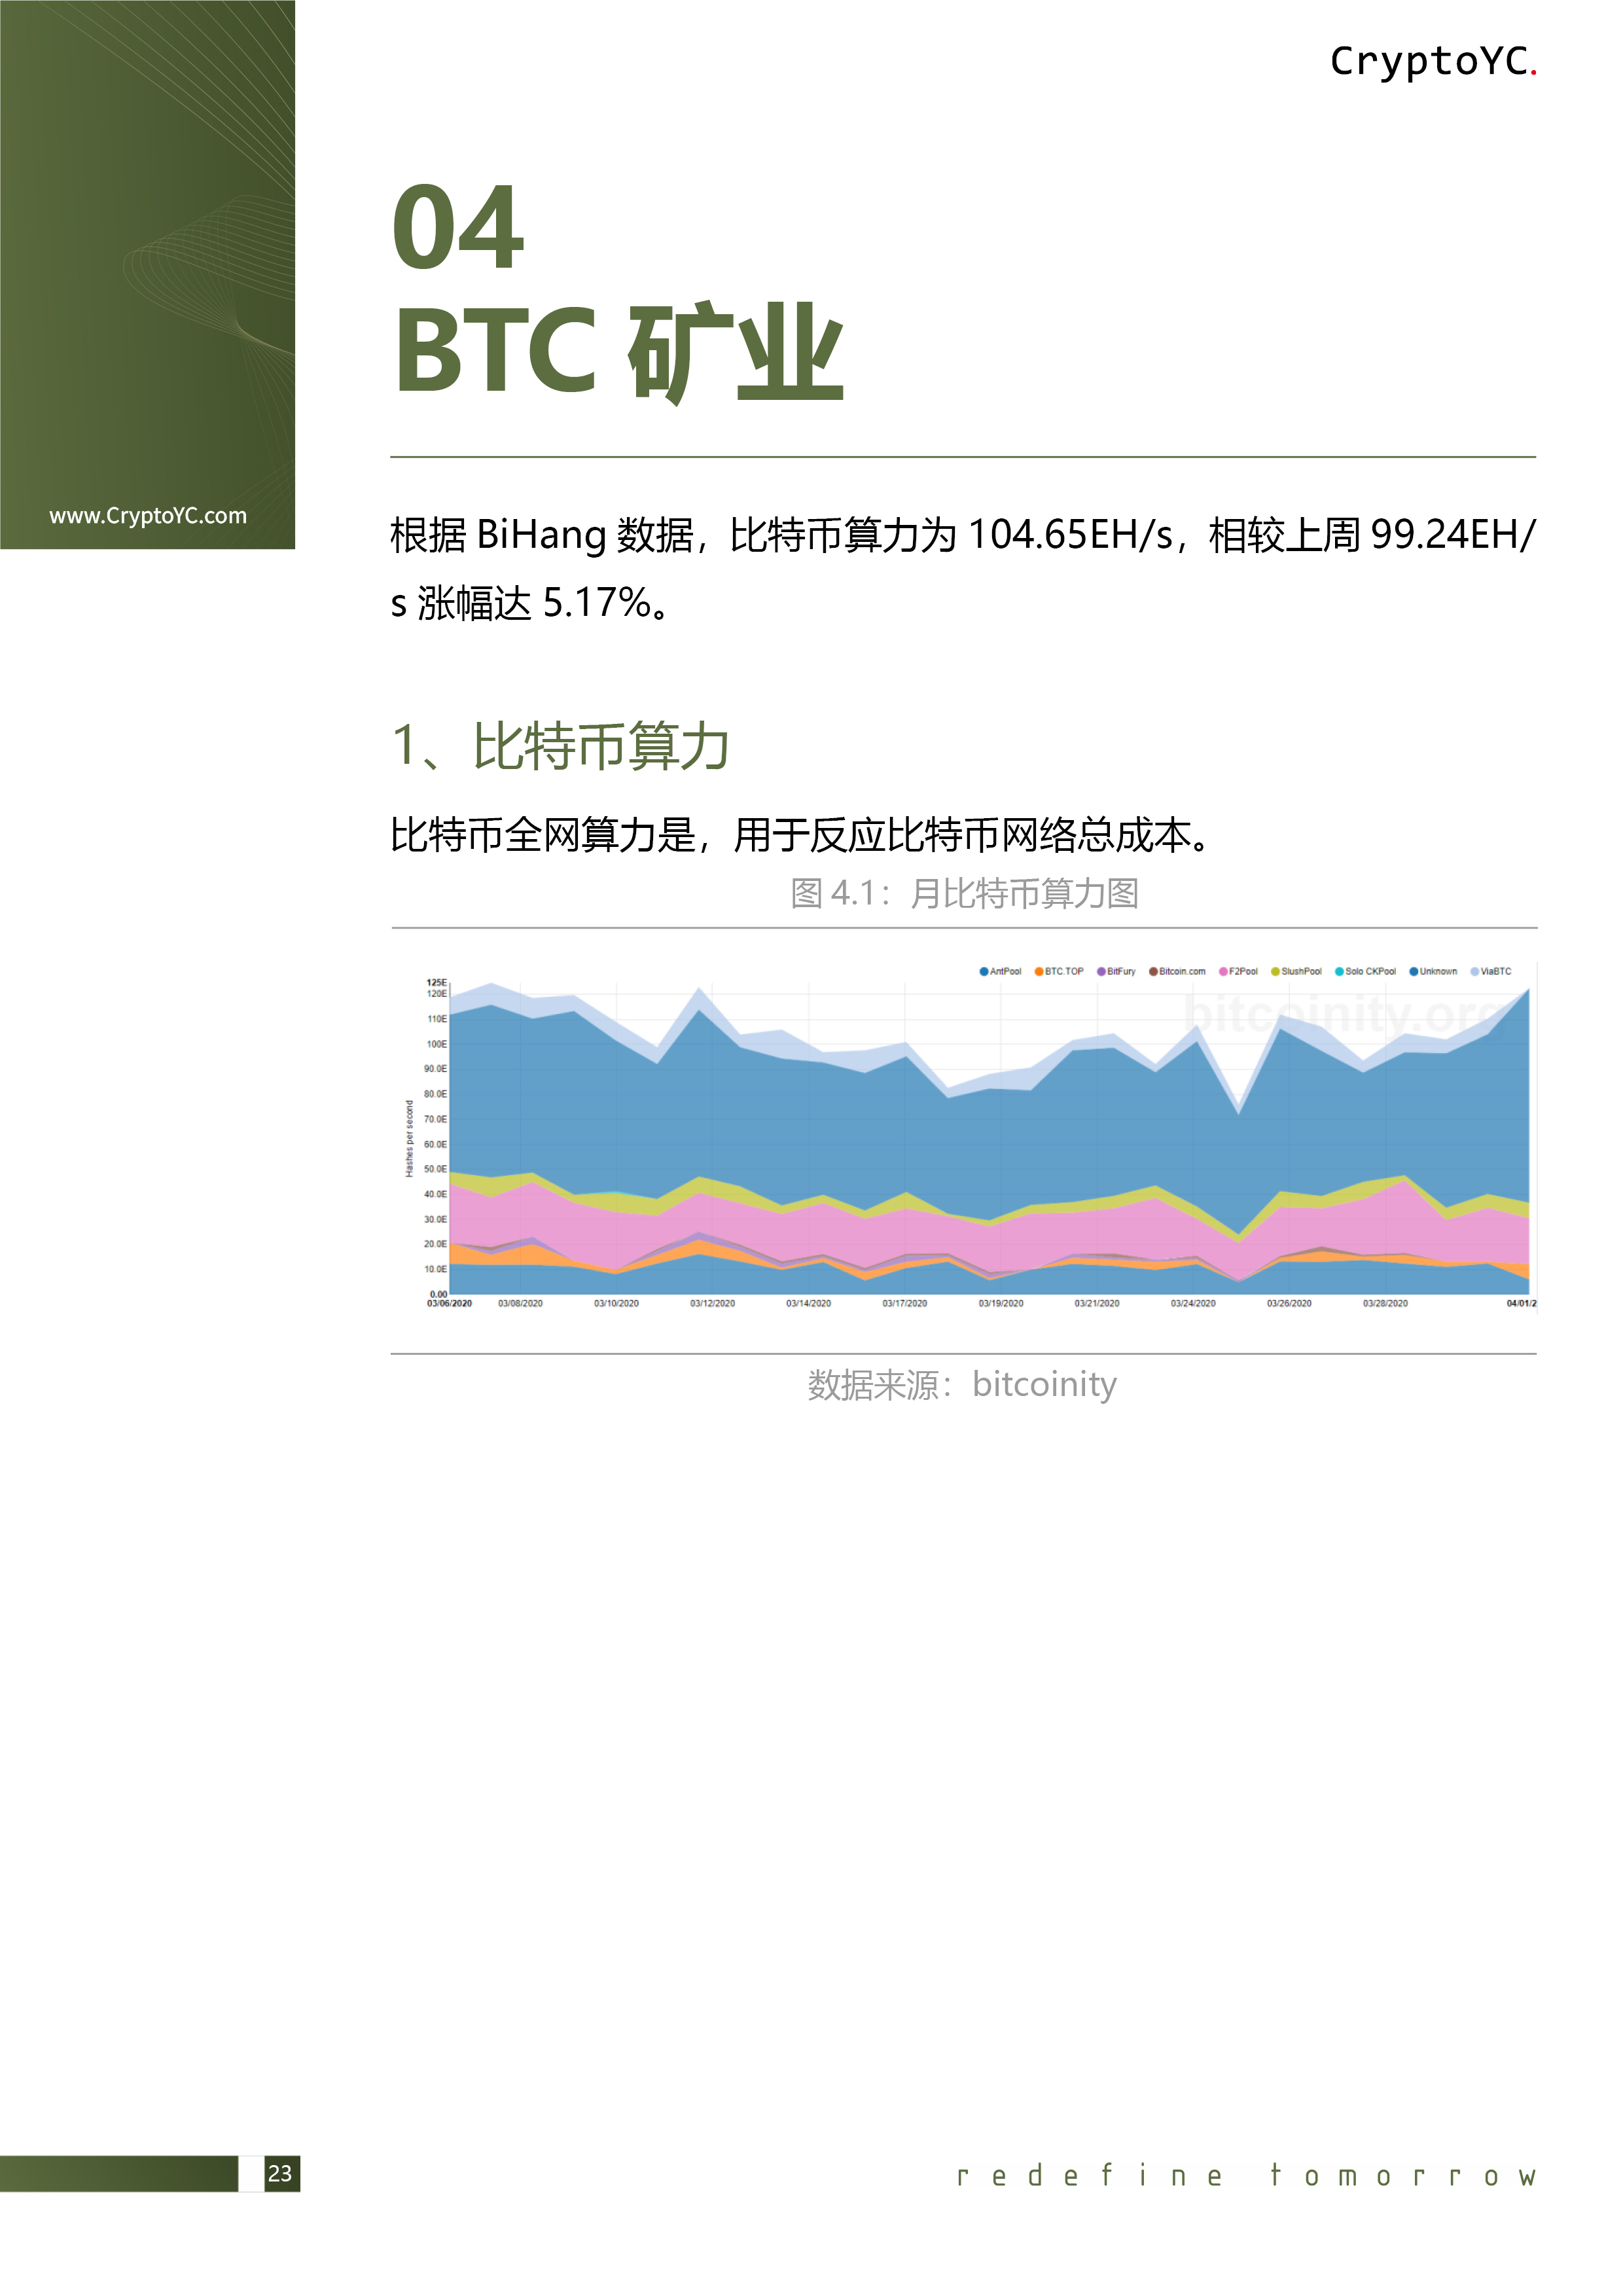 CryptoYC.
www.CryptoYC.com
04
BTC 矿业
根据 BiHang 数据，比特币算力为 104.65EH/s，相较上周 99.24EH/
s 涨幅达 5.17%。
1、比特币算力
比特币全网算力是，用于反应比特币网络总成本。
图 4.1：月比特币算力图
AntPool BTC.TOP BitFury Bitcoin.com F2Pool SlushPool Solo CKPool Unknown ViaBTC
bitcoinity.org
125E
120E
110E
100E
90.0E
80.0E
70.0E
60.0E
50.0E
40.0E
30.0E
20.0E
10.0E
0.00
Hashes per second
03/06/2020 03/08/2020 03/10/2020 03/12/2020 03/14/2020 03/17/2020 03/19/2020 03/21/2020 03/24/2020 03/26/2020 03/28/2020 04/01/2
数据来源：bitcoinity
23
redefine tomorrow